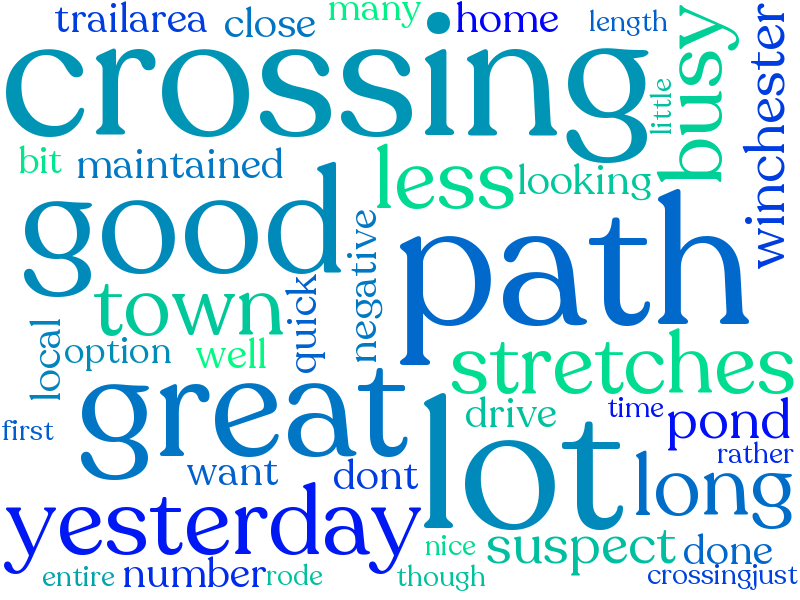 trailarea
close
many
home
length
crossing
little
busy
winchester
bit
maintained
less
looking
good
path
negative
town
quick
local
option
well
stretches
great
drive
time
pond
first
lot
rather
want
dont
long
yesterday
nice
suspect
done
entire
number
rode
though
crossingjust